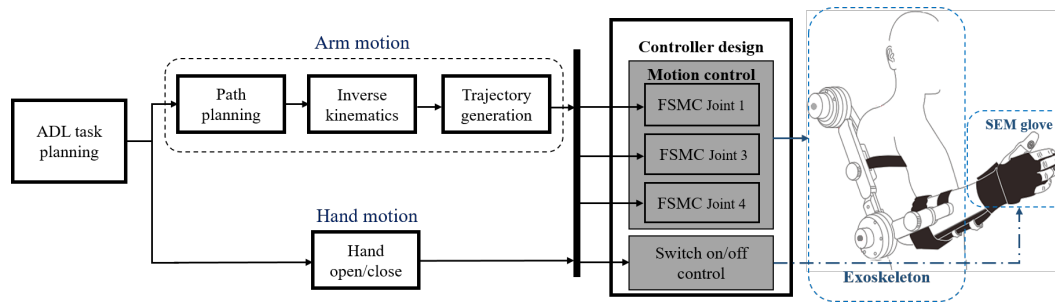 ADL task
planning
Arm motion
Path
planning
Inverse
kinematics
Trajectory
generation
Hand motion
Hand
open/close
Controller design
Motion control
FSMC Joint 1
FSMC Joint 3
FSMC Joint 4
Switch on/off
control
SEM glove
Exoskeleton